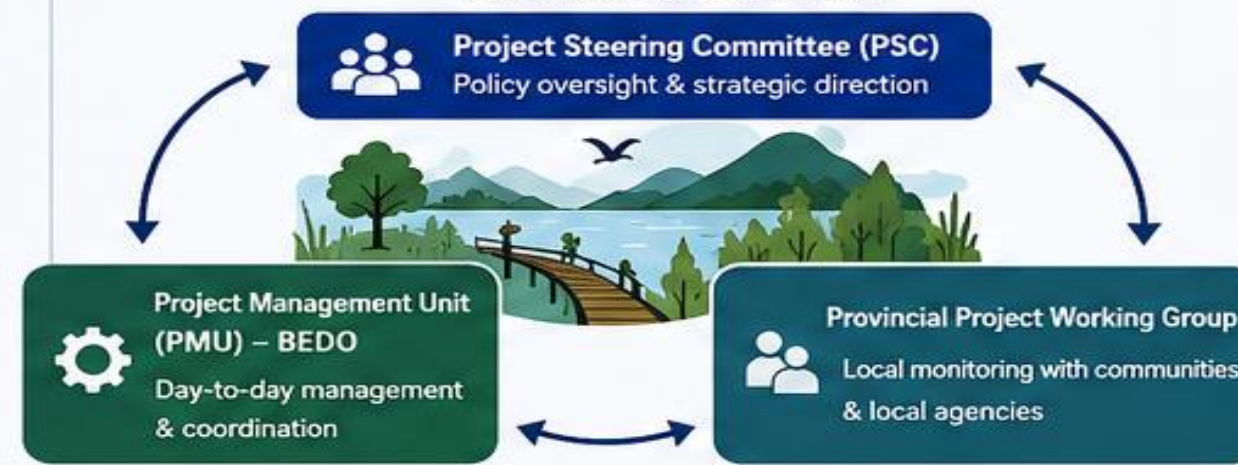 Project Steering Committee (PSC)
Policy oversight & strategic direction
Project Management Unit
(PMU) – BEDO
Day-to-day management
& coordination
Provincial Project Working Group
Local monitoring with communities
& local agencies